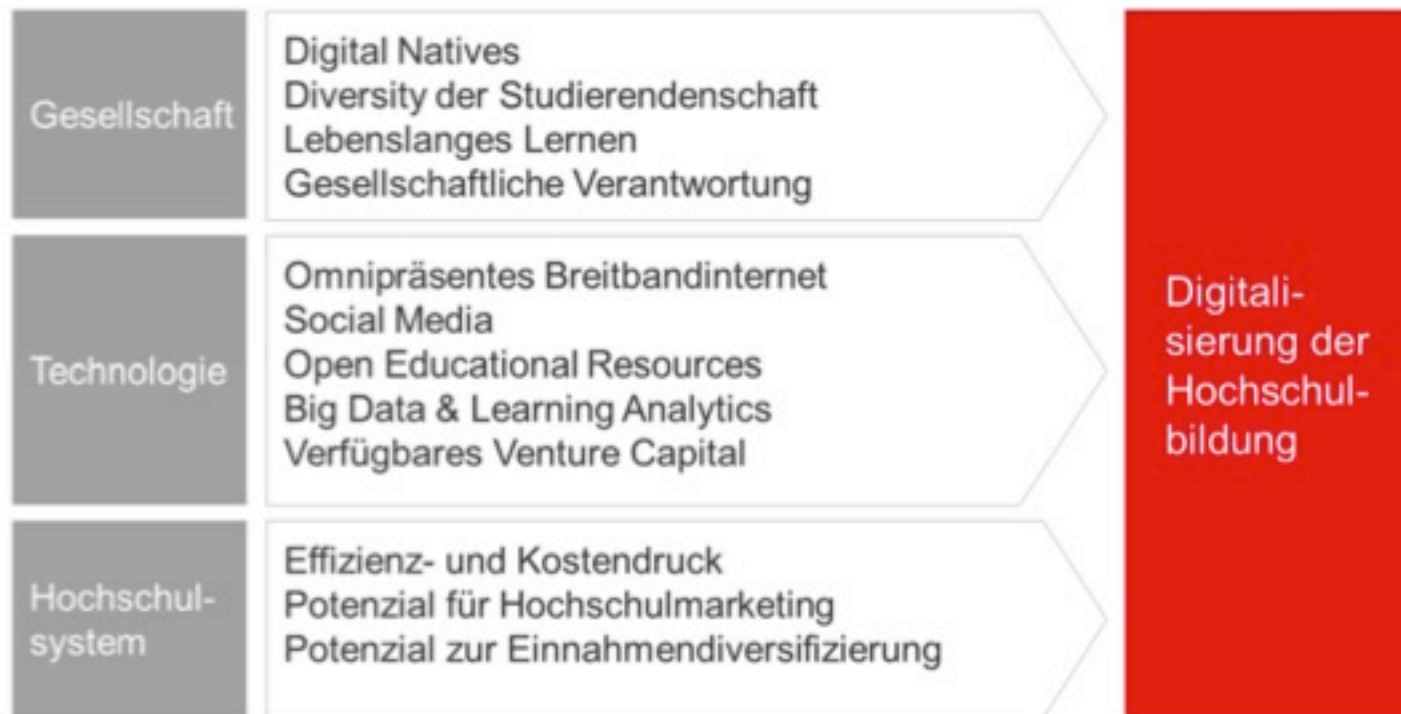 Gesellschaft
Digital Natives
Diversity der Studierendenschaft
Lebenslanges Lernen
Gesellschaftliche Verantwortung
Technologie
Omnipräsentes Breitbandinternet
Social Media
Open Educational Resources
Big Data & Learning Analytics
Verfügbares Venture Capital
Hochschul-
system
Effizienz- und Kostendruck
Potenzial für Hochschulmarketing
Potenzial zur Einnahmendiversifizierung
Digitali-
sierung der
Hochschul-
bildung